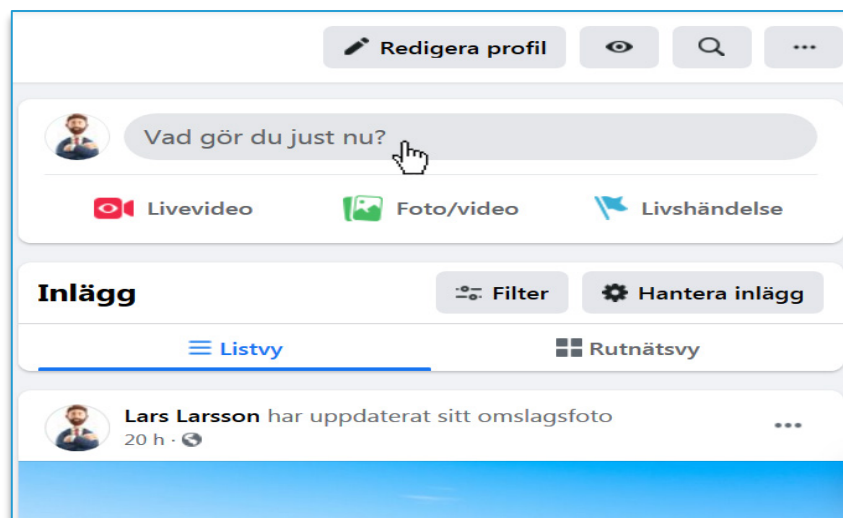 Redigera profil
Vad gör du just nu?
Livevideo Foto/video Livshändelse
Inlägg Filter Hantera inlägg
Listvy Rutnätsvy
Lars Larsson har uppdaterat sitt omslagsfoto
20 h ·